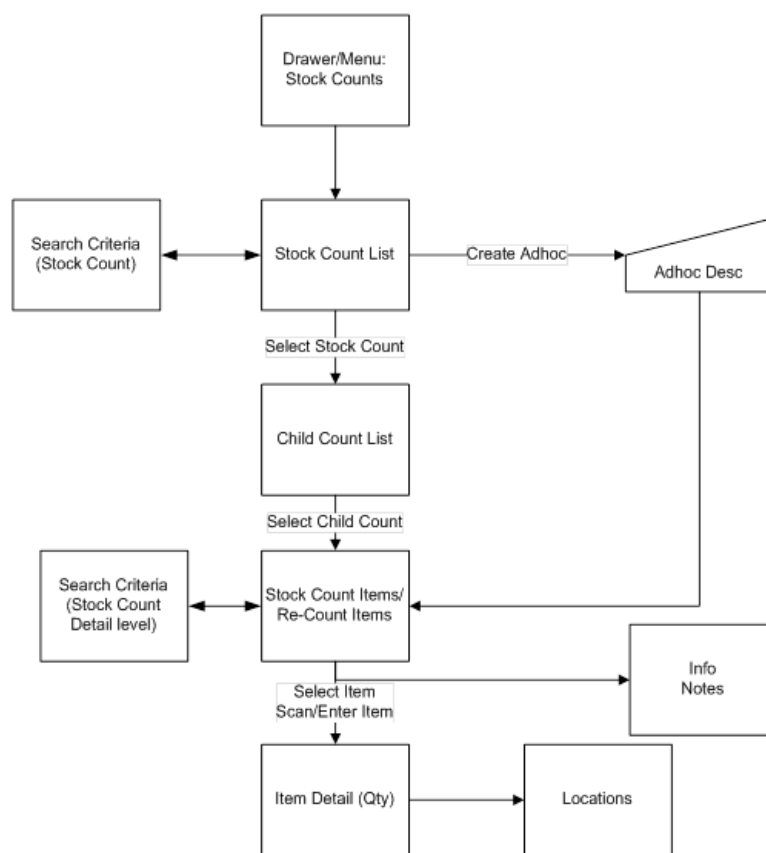 Drawer/Menu:
Stock Counts
Search Criteria
(Stock Count)
Stock Count List
Create Adhoc
Adhoc Desc
Select Stock Count
Child Count List
Select Child Count
Search Criteria
(Stock Count
Detail level)
Stock Count Items/
Re-Count Items
Info
Notes
Select Item
Scan/Enter Item
Item Detail (Qty)
Locations